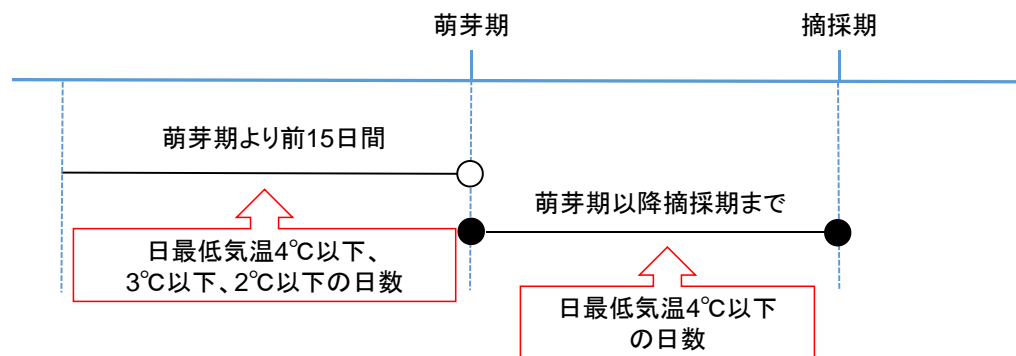 萌芽期
摘採期
萌芽期より前15日間
萌芽期以降摘採期まで
日最低気温4℃以下、
3℃以下、2℃以下の日数
日最低気温4℃以下
の日数